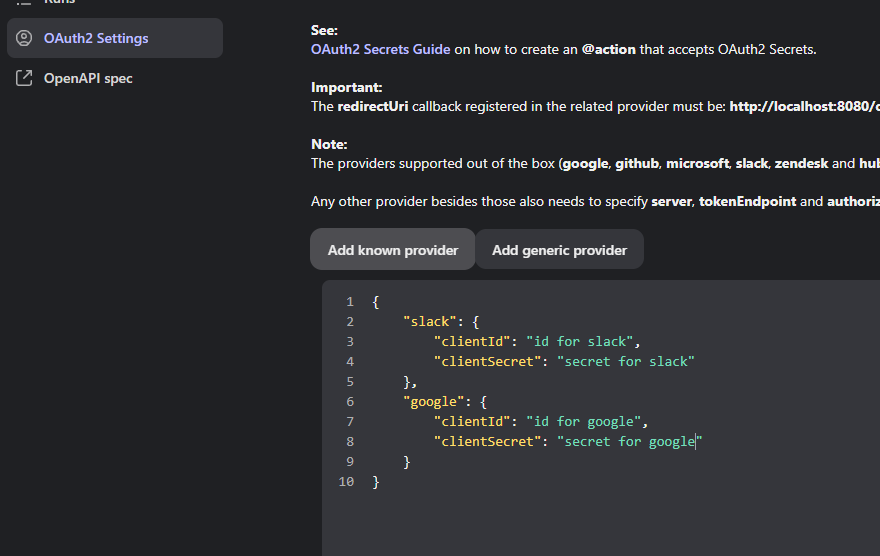 Runs
OAuth2 Settings
OpenAPI spec
See:
OAuth2 Secrets Guide on how to create an @action that accepts OAuth2 Secrets.
Important:
The redirectUri callback registered in the related provider must be: http://localhost:8080/
Note:
The providers supported out of the box (google, github, microsoft, slack, zendesk and hub
Any other provider besides those also needs to specify server, tokenEndpoint and authoriz
Add known provider
Add generic provider
1 {
2 "slack": {
3 "clientId": "id for slack",
4 "clientSecret": "secret for slack"
5 },
6 "google": {
7 "clientId": "id for google",
8 "clientSecret": "secret for google"
9 }
10 }